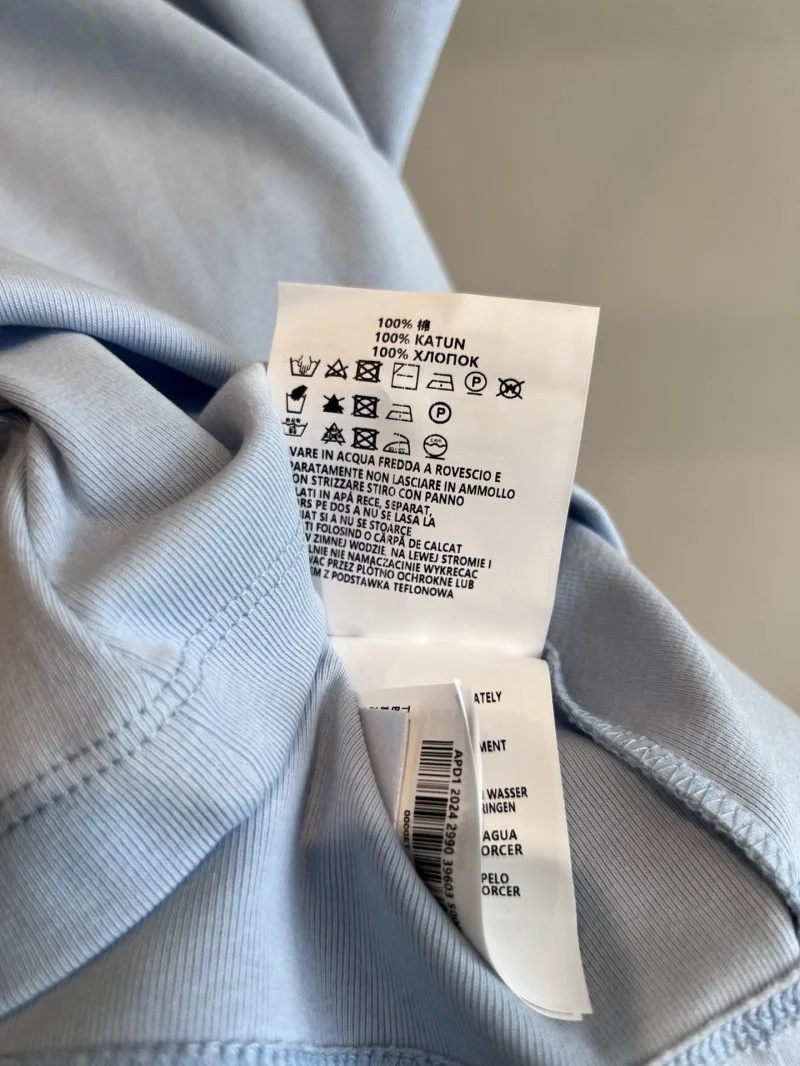 100% 棉
100% KATUN
100% ХЛОПОК
P
W
P
VARE IN ACQUA FREDDA A ROVESCIO E
PARATAMENTE NON LASCIARE IN AMMOLLO
ON STRIZZARE STIRO CON PANNO
LATI IN APĂ RECE, SEPARAT,
RS PE DOS A NU SE LASA LA
IAT SI A NU SE STOARCE
TI FOLOSIND O CÂRPĂ DE CALCAT
W ZIMNEJ WODZIE, NA LEWEJ STROMIE I
LNIE NIE NAMACZACINIE WYKRECAC
WAC PRZEZ PLÓTNO OCHROKNE LUB
EM Z PODSTAWKA TEFLONOWA
ATELY
MENT
WASSER
RINGEN
AGUA
ORCER
PELO
ORCER
APD1 2024 2990 39603